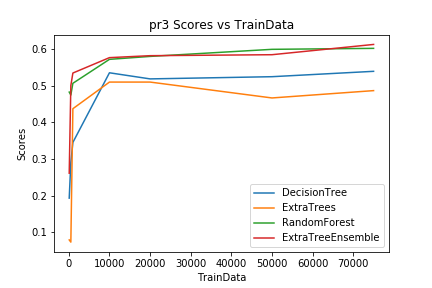 pr3 Scores vs TrainData
Scores
0.6
0.5
0.4
0.3
0.2
0.1
DecisionTree
ExtraTrees
RandomForest
ExtraTreeEnsemble
0 10000 20000 30000 40000 50000 60000 70000
TrainData